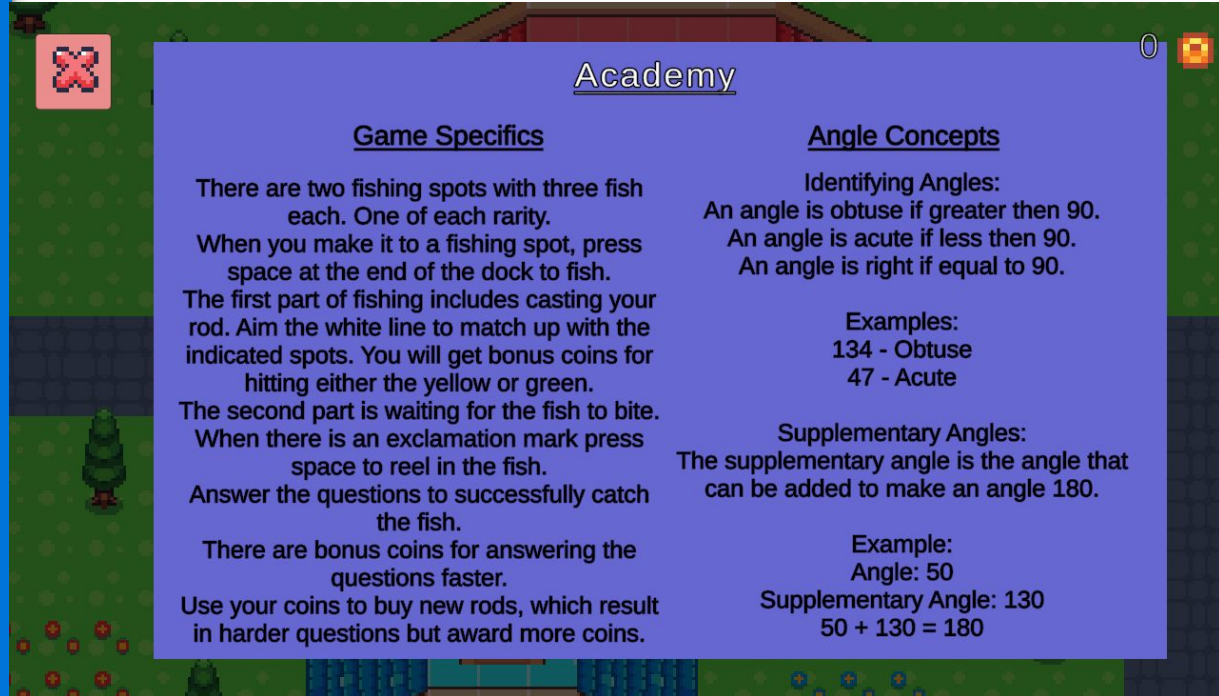 0
Academy
Game Specifics
There are two fishing spots with three fish
each. One of each rarity.
When you make it to a fishing spot, press
space at the end of the dock to fish.
The first part of fishing includes casting your
rod. Aim the white line to match up with the
indicated spots. You will get bonus coins for
hitting either the yellow or green.
The second part is waiting for the fish to bite.
When there is an exclamation mark press
space to reel in the fish.
Answer the questions to successfully catch
the fish.
There are bonus coins for answering the
questions faster.
Use your coins to buy new rods, which result
in harder questions but award more coins.
Angle Concepts
Identifying Angles:
An angle is obtuse if greater then 90.
An angle is acute if less then 90.
An angle is right if equal to 90.
Examples:
134 - Obtuse
47 - Acute
Supplementary Angles:
The supplementary angle is the angle that
can be added to make an angle 180.
Example:
Angle: 50
Supplementary Angle: 130
50 + 130 = 180